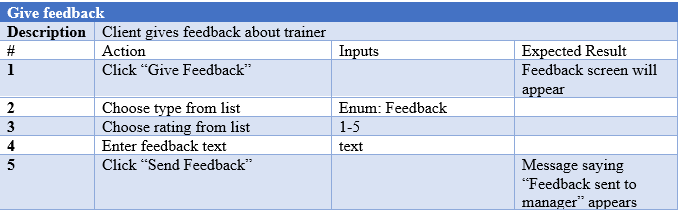 Give feedback
Description Client gives feedback about trainer
# Action Inputs Expected Result
1 Click “Give Feedback” Feedback screen will
appear
2 Choose type from list Enum: Feedback
3 Choose rating from list 1-5
4 Enter feedback text text
5 Click “Send Feedback” Message saying
“Feedback sent to
manager” appears